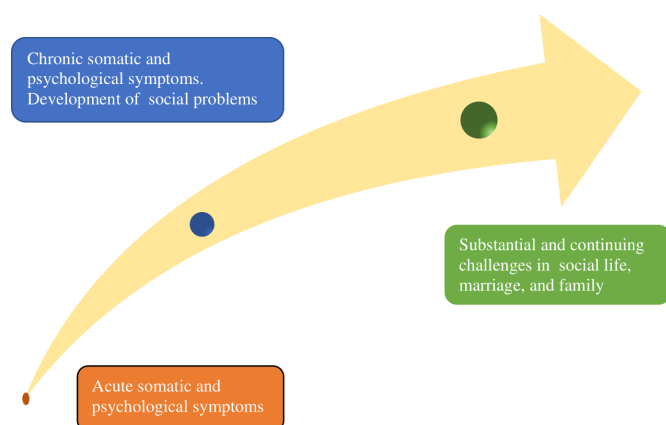 Chronic somatic and
psychological symptoms.
Development of social problems
Substantial and continuing
challenges in social life,
marriage, and family
Acute somatic and
psychological symptoms